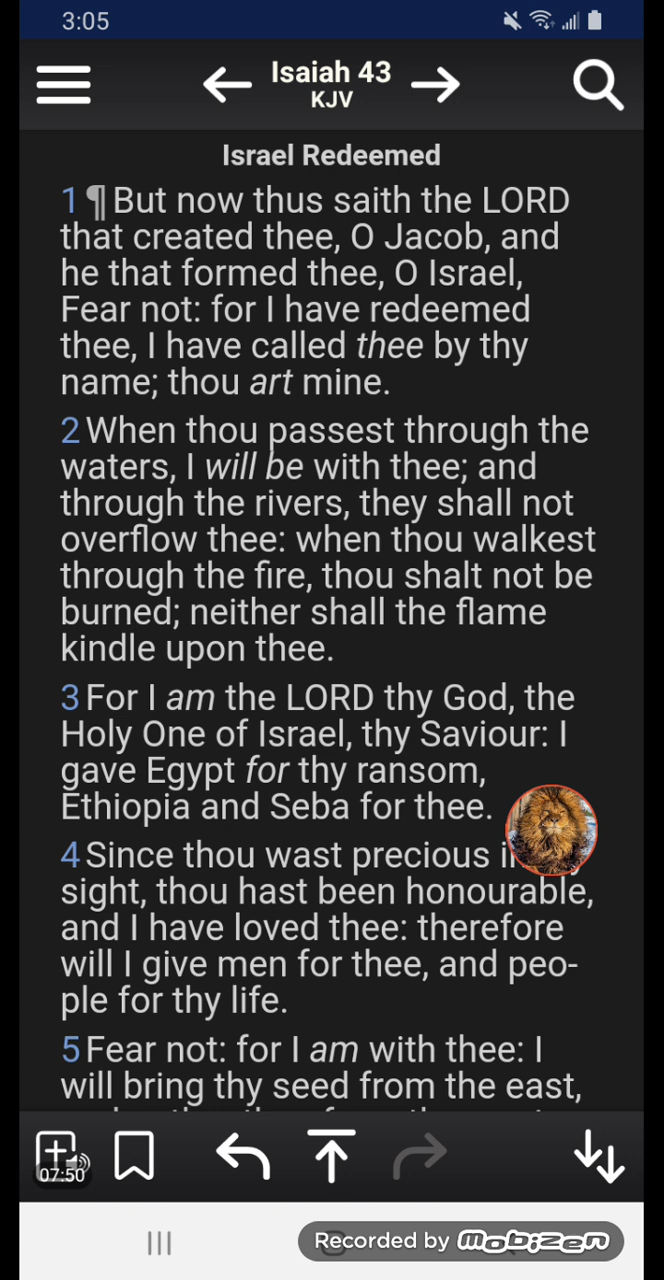 3:05
Isaiah 43
KJV
Israel Redeemed
1 ¶ But now thus saith the LORD
that created thee, O Jacob, and
he that formed thee, O Israel,
Fear not: for I have redeemed
thee, I have called thee by thy
name; thou art mine.
2 When thou passest through the
waters, I will be with thee; and
through the rivers, they shall not
overflow thee: when thou walkest
through the fire, thou shalt not be
burned; neither shall the flame
kindle upon thee.
3 For I am the LORD thy God, the
Holy One of Israel, thy Saviour: I
gave Egypt for thy ransom,
Ethiopia and Seba for thee.
4 Since thou wast precious
sight, thou hast been honourable,
and I have loved thee: therefore
will I give men for thee, and peo-
ple for thy life.
5 Fear not: for I am with thee: I
will bring thy seed from the east,
07:50
Recorded by mobizen